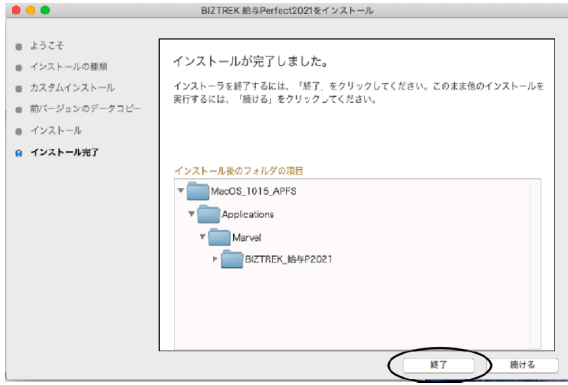 BIZTREK 給与Perfect2021をインストール
ようこそ
インストールの種類
カスタムインストール
前バージョンのデータコピー
インストール
インストール完了
インストールが完了しました。
インストーラを終了するには、「終了」をクリックしてください。このまま他のインストールを
実行するには、「続ける」をクリックしてください。
インストール後のフォルダの項目
MacOS_1015_APFS
Applications
Marvel
BIZTREK_給与P2021
終了
続ける